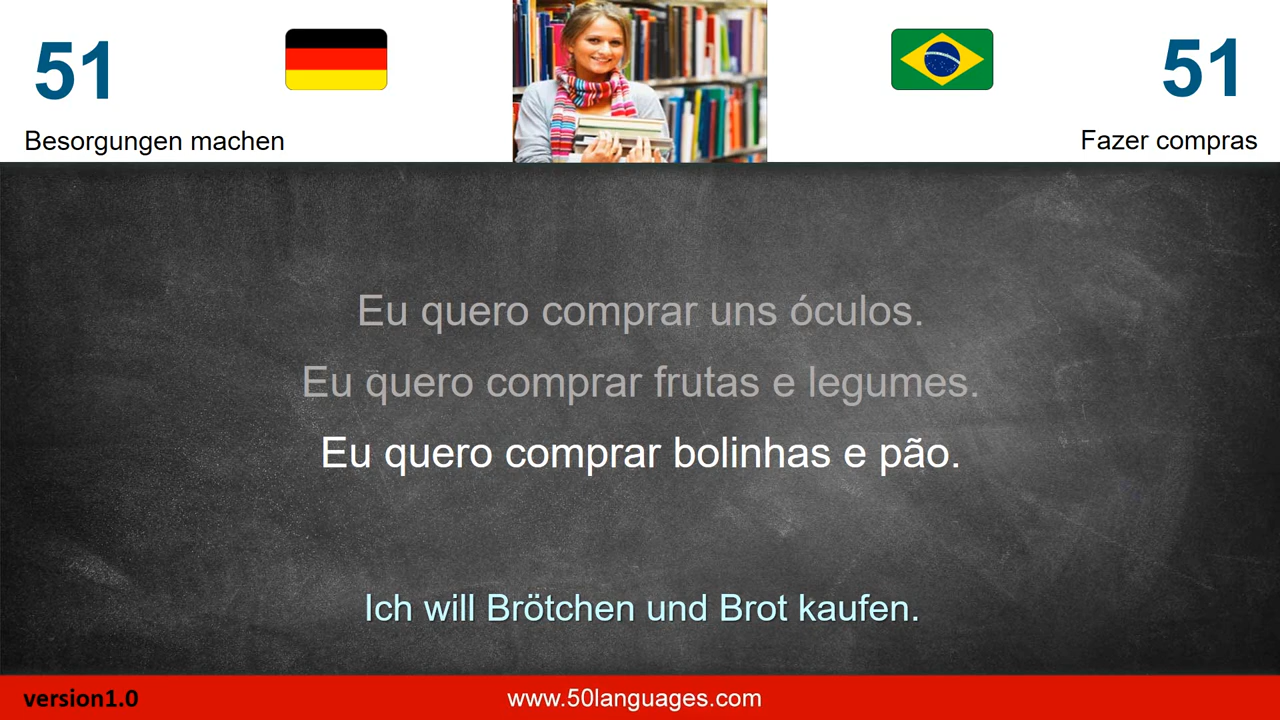 51
51
Besorgungen machen
Fazer compras
Eu quero comprar uns óculos.
Eu quero comprar frutas e legumes.
Eu quero comprar bolinhas e pão.
Ich will Brötchen und Brot kaufen.
version1.0
www.50languages.com